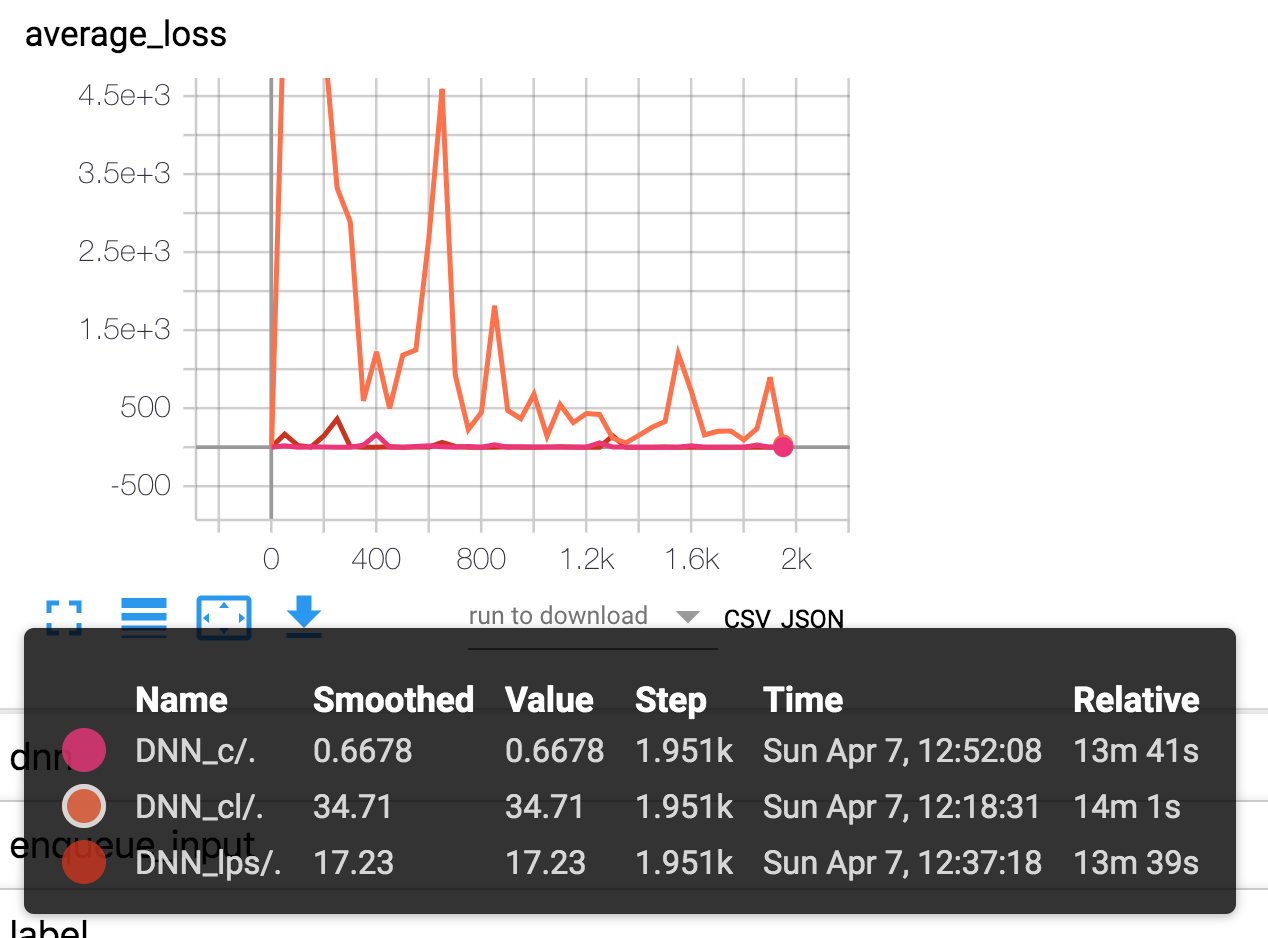 average_loss
4.5e+3
3.5e+3
2.5e+3
1.5e+3
500
-500
0 400 800 1.2k 1.6k 2k
run to download CSV JSON
Name Smoothed Value Step Time Relative
dnn
DNN_c/. 0.6678 0.6678 1.951k Sun Apr 7, 12:52:08 13m 41s
DNN_cl/. 34.71 34.71 1.951k Sun Apr 7, 12:18:31 14m 1s
enqueue_input
DNN_lps/. 17.23 17.23 1.951k Sun Apr 7, 12:37:18 13m 39s
label